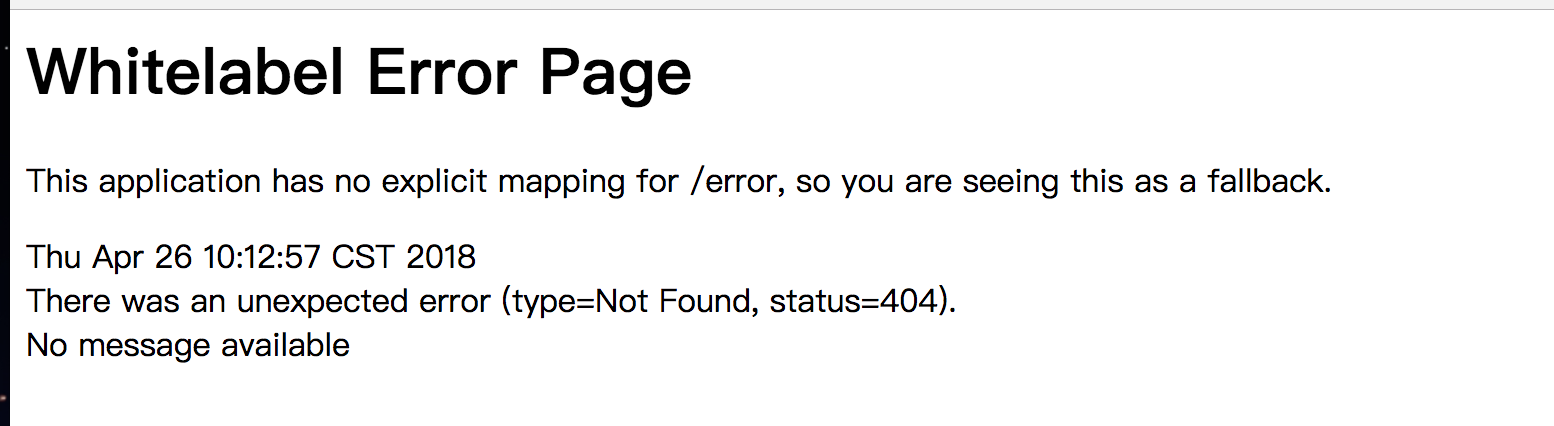 Whitelabel Error Page
This application has no explicit mapping for /error, so you are seeing this as a fallback.
Thu Apr 26 10:12:57 CST 2018
There was an unexpected error (type=Not Found, status=404).
No message available